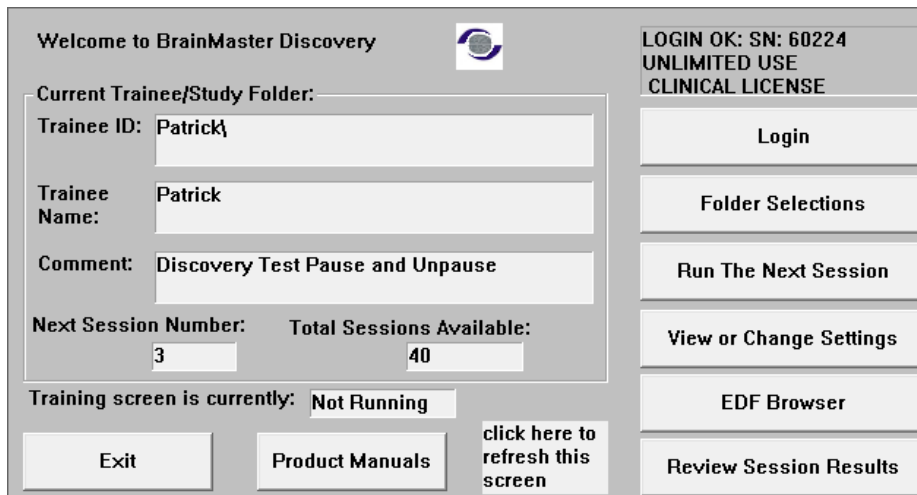 Welcome to BrainMaster Discovery
LOGIN OK: SN: 60224
UNLIMITED USE
CLINICAL LICENSE
Current Trainee/Study Folder:
Trainee ID: Patrick\
Trainee
Name:
Patrick
Comment: Discovery Test Pause and Unpause
Next Session Number:
3
Total Sessions Available:
40
Training screen is currently: Not Running
Exit
Product Manuals
click here to
refresh this
screen
Login
Folder Selections
Run The Next Session
View or Change Settings
EDF Browser
Review Session Results